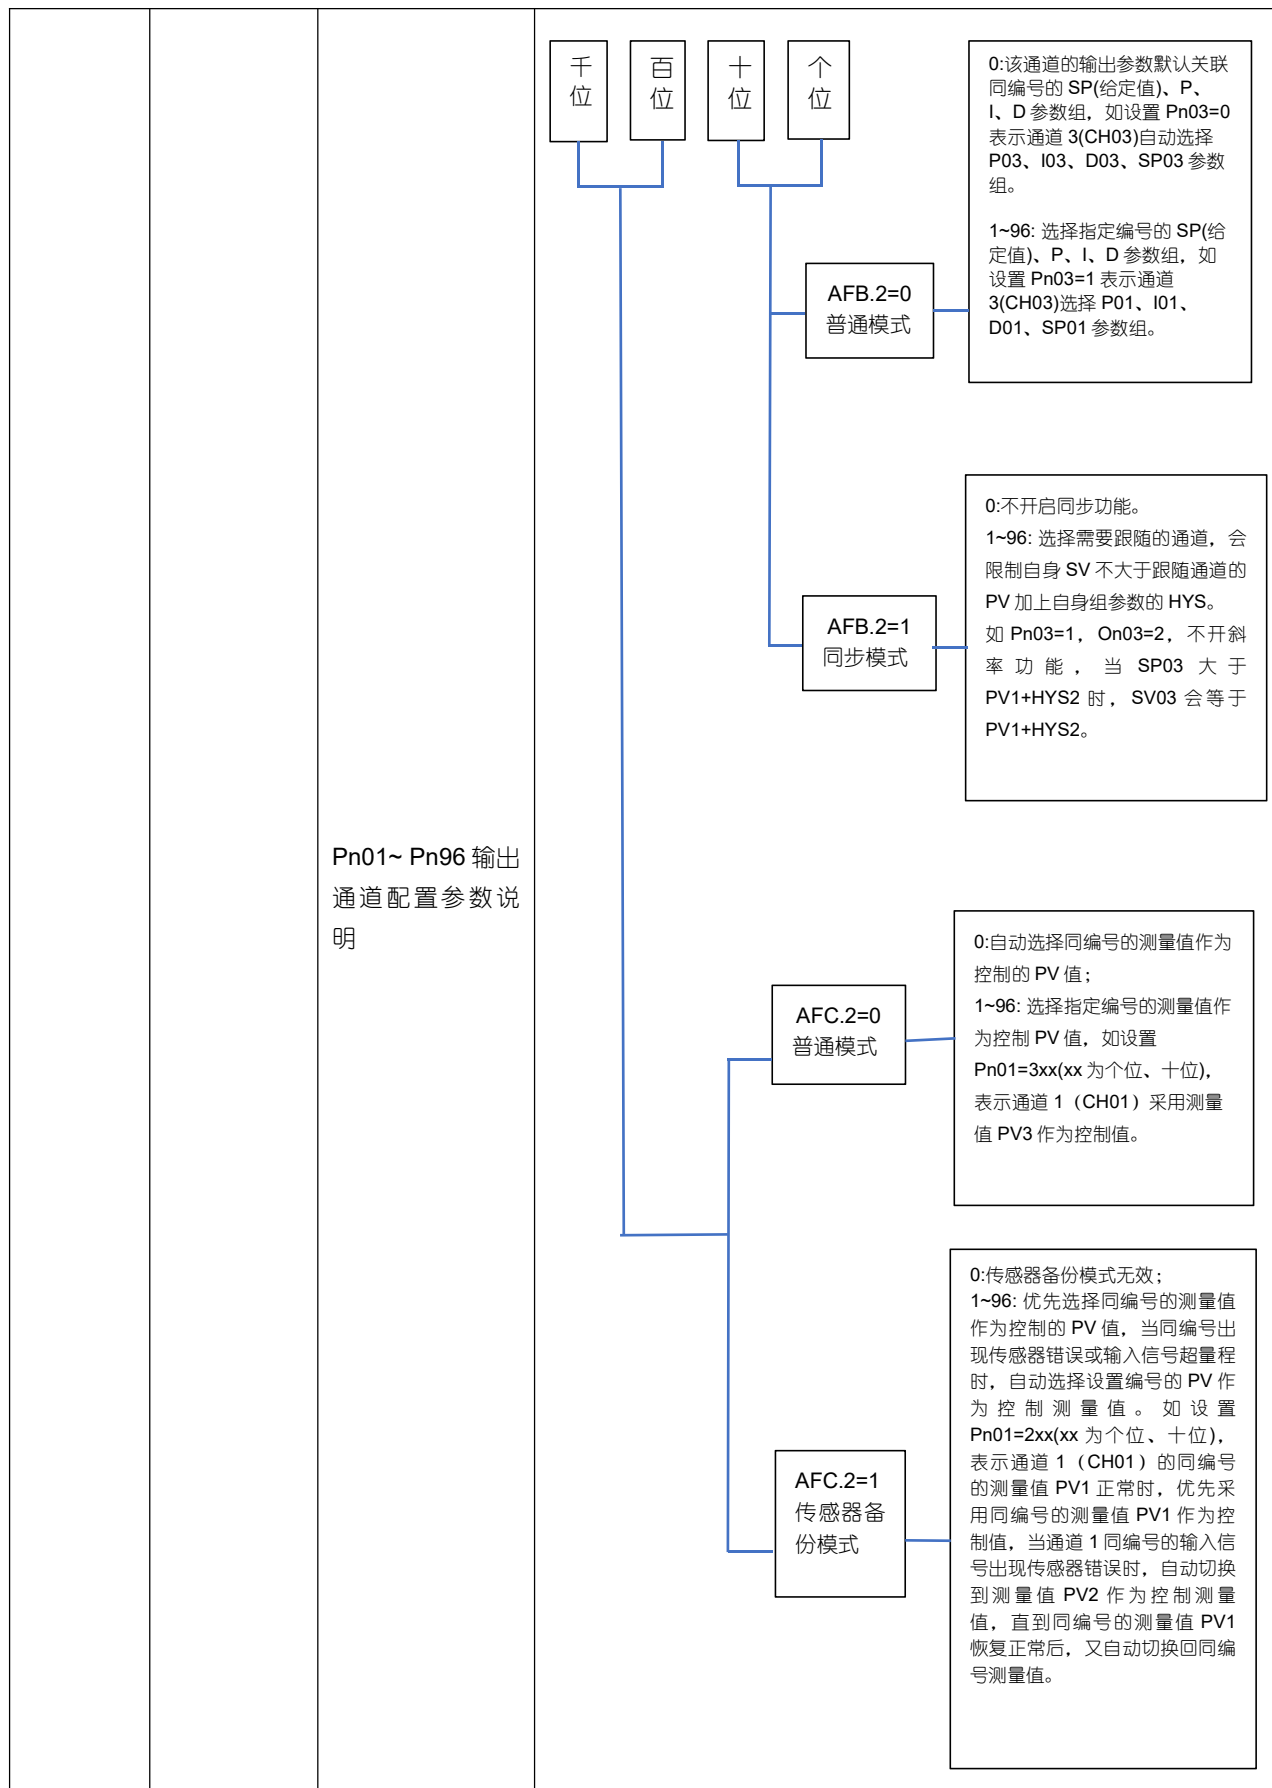 千
位
百
位
十
位
个
位
0:该通道的输出参数默认关联
同编号的 SP(给定值)、P、
I、D 参数组，如设置 Pn03=0
表示通道 3(CH03)自动选择
P03、I03、D03、SP03 参数
组。
1~96: 选择指定编号的 SP(给
定值)、P、I、D 参数组，如
设置 Pn03=1 表示通道
3(CH03)选择 P01、I01、
D01、SP01 参数组。
AFB.2=0
普通模式
0:不开启同步功能。
1~96: 选择需要跟随的通道，会
限制自身 SV 不大于跟随通道的
PV 加上自身组参数的 HYS。
如 Pn03=1，On03=2，不开斜
率功能，当 SP03 大于
PV1+HYS2 时，SV03 会等于
PV1+HYS2。
AFB.2=1
同步模式
Pn01~ Pn96 输出
通道配置参数说
明
0:自动选择同编号的测量值作为
控制的 PV 值；
1~96: 选择指定编号的测量值作
为控制 PV 值，如设置
Pn01=3xx(xx 为个位、十位)，
表示通道 1（CH01）采用测量
值 PV3 作为控制值。
AFC.2=0
普通模式
0:传感器备份模式无效；
1~96: 优先选择同编号的测量值
作为控制的 PV 值，当同编号出
现传感器错误或输入信号超量程
时，自动选择设置编号的 PV 作
为控制测量值。如设置
Pn01=2xx(xx 为个位、十位)，
表示通道 1（CH01）的同编号
的测量值 PV1 正常时，优先采
用同编号的测量值 PV1 作为控
制值，当通道 1 同编号的输入信
号出现传感器错误时，自动切换
到测量值 PV2 作为控制测量
值，直到同编号的测量值 PV1
恢复正常后，又自动切换回同编
号测量值。
AFC.2=1
传感器备
份模式